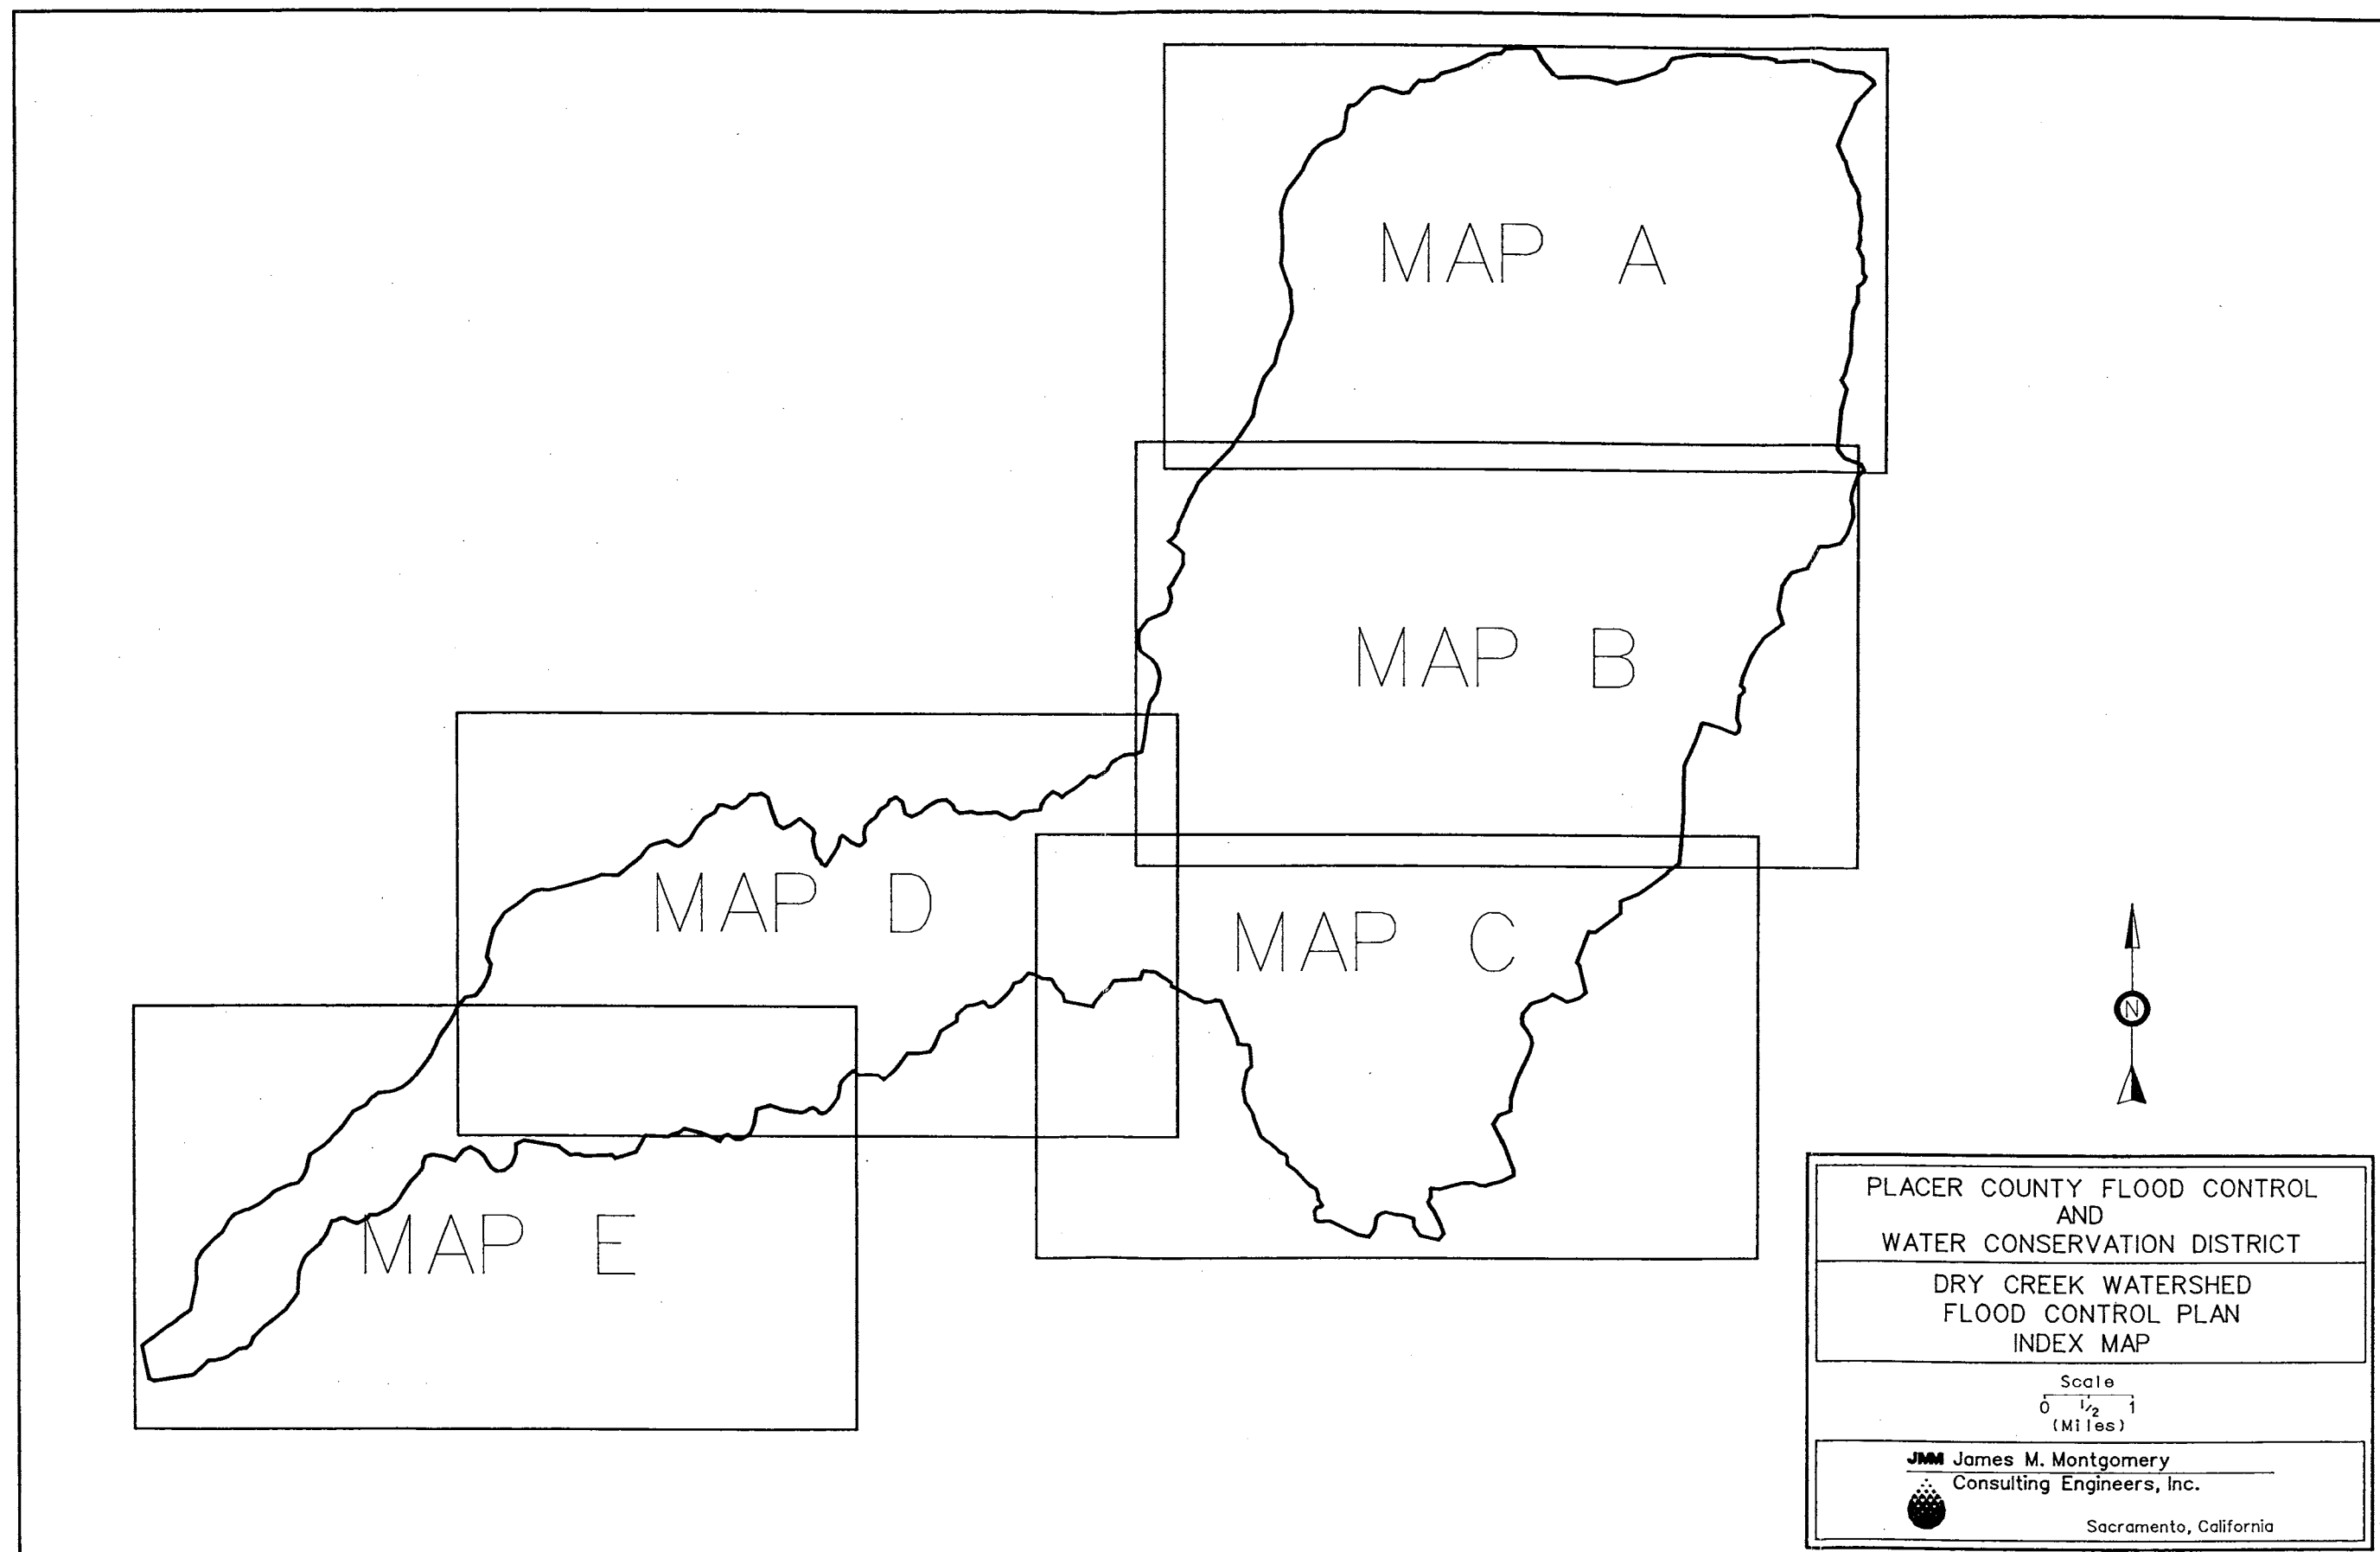 MAP A
MAP B
MAP D
MAP C
MAP E
N
PLACER COUNTY FLOOD CONTROL
AND
WATER CONSERVATION DISTRICT
DRY CREEK WATERSHED
FLOOD CONTROL PLAN
INDEX MAP
Scale
0 1/2 1
(Miles)
JMM James M. Montgomery
Consulting Engineers, Inc.
Sacramento, California